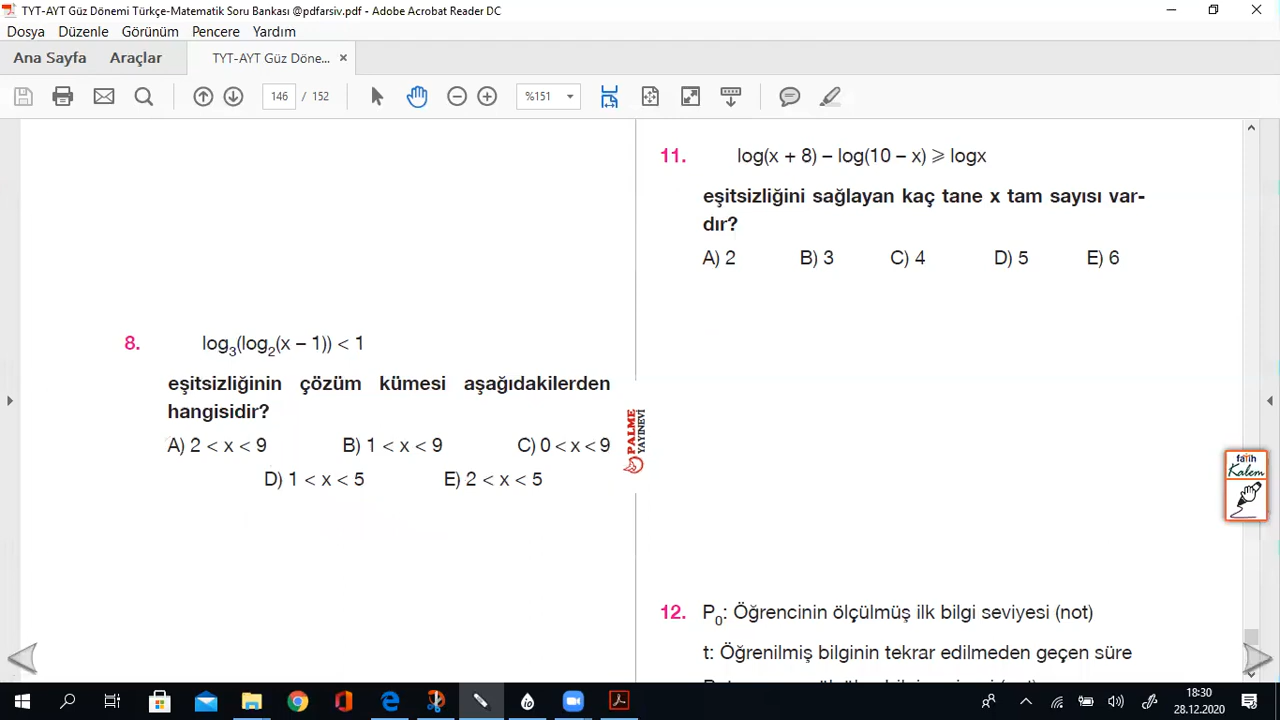 TYT-AYT Güz Dönemi Türkçe-Matematik Soru Bankası @pdfarsiv.pdf - Adobe Acrobat Reader DC
Dosya Düzenle Görünüm Pencere Yardım
Ana Sayfa Araçlar TYT-AYT Güz Döne... ×
146 / 152 %151
8. log₃(log₂(x – 1)) < 1
eşitsizliğinin çözüm kümesi aşağıdakilerden
hangisidir?
A) 2 < x < 9 B) 1 < x < 9 C) 0 < x < 9
D) 1 < x < 5 E) 2 < x < 5
PALME
YAYINEVİ
11. log(x + 8) – log(10 – x) ⩾ logx
eşitsizliğini sağlayan kaç tane x tam sayısı var-
dır?
A) 2 B) 3 C) 4 D) 5 E) 6
12. P₀: Öğrencinin ölçülmüş ilk bilgi seviyesi (not)
t: Öğrenilmiş bilginin tekrar edilmeden geçen süre
fatih
Kalem
18:30
28.12.2020